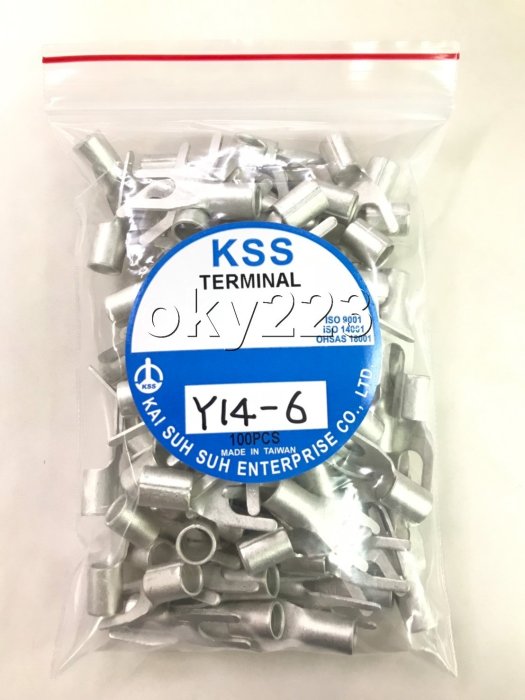 KSS
TERMINAL
oky223
ISO 9001
ISO 14001
OHSAS 18001
KSS
Y14-6
100PCS
MADE IN TAIWAN
KAI SUH SUH ENTERPRISE CO., LTD.